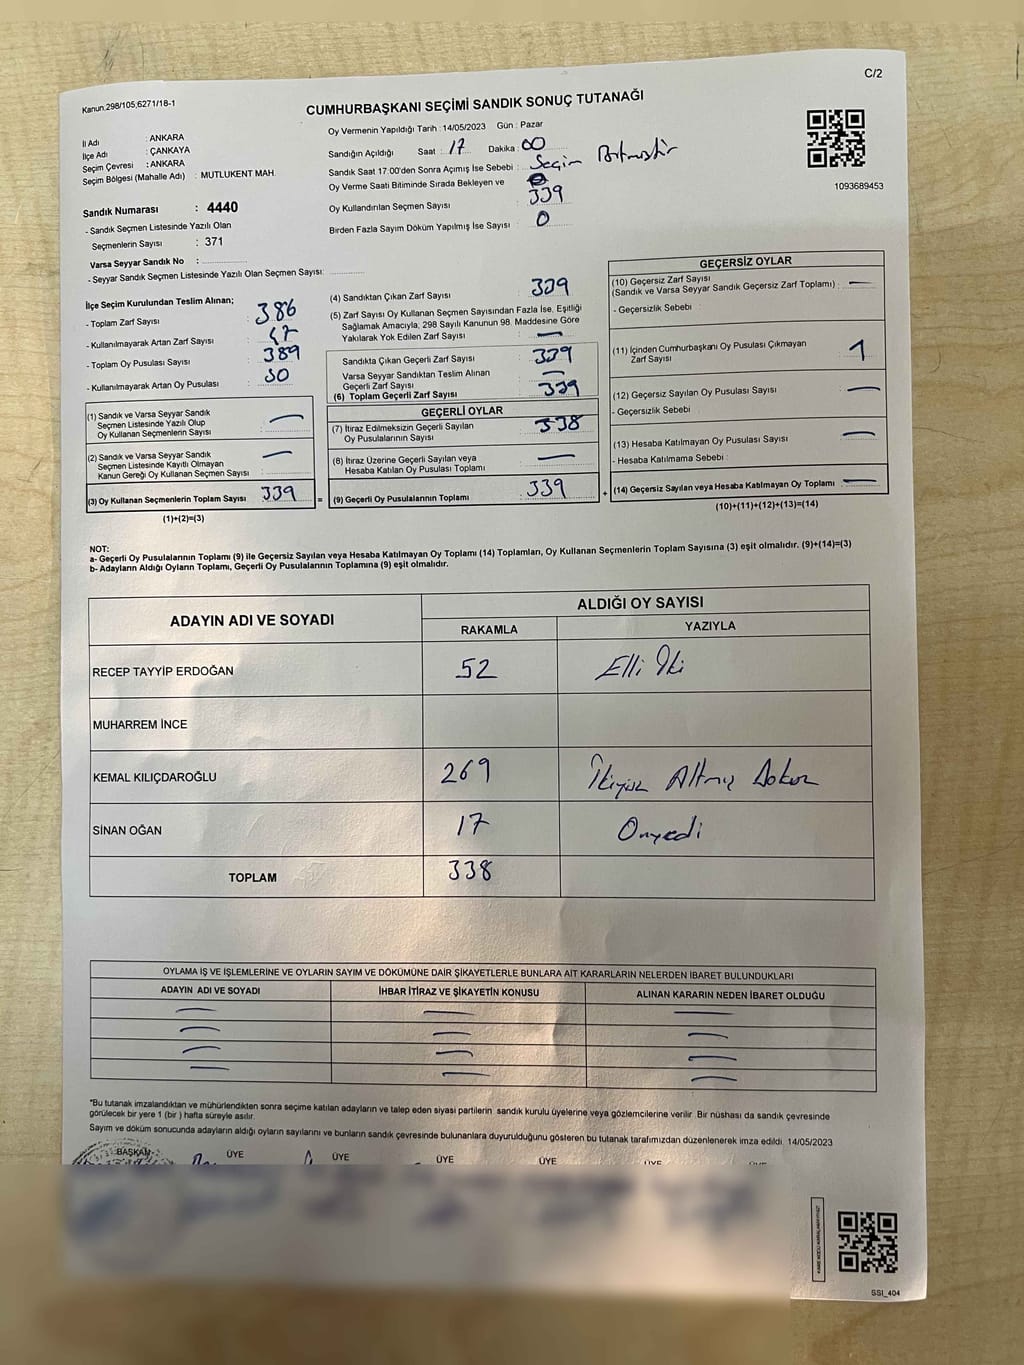 C/2
Kanun.298/105;6271/18-1
CUMHURBAŞKANI SEÇİMİ SANDIK SONUÇ TUTANAĞI
İl Adı : ANKARA
İlçe Adı : ÇANKAYA
Seçim Çevresi : ANKARA
Seçim Bölgesi (Mahalle Adı) : MUTLUKENT MAH.
Oy Vermenin Yapıldığı Tarih : 14/05/2023 Gün : Pazar
Sandığın Açıldığı Saat : 17 Dakika : 00
Sandık Saat 17:00'den Sonra Açımış İse Sebebi : Seçim Bitmiştir
Oy Verme Saati Bitiminde Sırada Bekleyen ve
Oy Kullandırılan Seçmen Sayısı : 339
Birden Fazla Sayım Döküm Yapılmış İse Sayısı : 0
1093689453
Sandık Numarası : 4440
- Sandık Seçmen Listesinde Yazılı Olan
Seçmenlerin Sayısı : 371
Varsa Seyyar Sandık No :
- Seyyar Sandık Seçmen Listesinde Yazılı Olan Seçmen Sayısı:
İlçe Seçim Kurulundan Teslim Alınan;
- Toplam Zarf Sayısı : 386
- Kullanılmayarak Artan Zarf Sayısı : 47
- Toplam Oy Pusulası Sayısı : 389
- Kullanılmayarak Artan Oy Pusulası : 50
(1) Sandık ve Varsa Seyyar Sandık
Seçmen Listesinde Yazılı Olup
Oy Kullanan Seçmenlerin Sayısı : —
(2) Sandık ve Varsa Seyyar Sandık
Seçmen Listesinde Kayıtlı Olmayan
Kanun Gereği Oy Kullanan Seçmen Sayısı : —
(3) Oy Kullanan Seçmenlerin Toplam Sayısı : 339
(1)+(2)=(3)
(4) Sandıktan Çıkan Zarf Sayısı : 339
(5) Zarf Sayısı Oy Kullanan Seçmen Sayısından Fazla İse, Eşitliği
Sağlamak Amacıyla, 298 Sayılı Kanunun 98. Maddesine Göre
Yakılarak Yok Edilen Zarf Sayısı : —
Sandıkta Çıkan Geçerli Zarf Sayısı : 339
Varsa Seyyar Sandıktan Teslim Alınan
Geçerli Zarf Sayısı : —
(6) Toplam Geçerli Zarf Sayısı : 339
GEÇERLİ OYLAR
(7) İtiraz Edilmeksizin Geçerli Sayılan
Oy Pusulalarının Sayısı : 338
(8) İtiraz Üzerine Geçerli Sayılan veya
Hesaba Katılan Oy Pusulası Toplamı : —
= (9) Geçerli Oy Pusulalarının Toplamı : 339
GEÇERSİZ OYLAR
(10) Geçersiz Zarf Sayısı
(Sandık ve Varsa Seyyar Sandık Geçersiz Zarf Toplamı) : —
- Geçersizlik Sebebi
(11) İçinden Cumhurbaşkanı Oy Pusulası Çıkmayan
Zarf Sayısı : 1
(12) Geçersiz Sayılan Oy Pusulası Sayısı : —
- Geçersizlik Sebebi
(13) Hesaba Katılmayan Oy Pusulası Sayısı : —
- Hesaba Katılmama Sebebi :
+ (14) Geçersiz Sayılan veya Hesaba Katılmayan Oy Toplamı : —
(10)+(11)+(12)+(13)=(14)
NOT:
a- Geçerli Oy Pusulalarının Toplamı (9) ile Geçersiz Sayılan veya Hesaba Katılmayan Oy Toplamı (14) Toplamları, Oy Kullanan Seçmenlerin Toplam Sayısına (3) eşit olmalıdır. (9)+(14)=(3)
b- Adayların Aldığı Oyların Toplamı, Geçerli Oy Pusulalarının Toplamına (9) eşit olmalıdır.
ADAYIN ADI VE SOYADI ALDIĞI OY SAYISI
RAKAMLA YAZIYLA
RECEP TAYYİP ERDOĞAN 52 Elli İki
MUHARREM İNCE
KEMAL KILIÇDAROĞLU 269 İkiyüz Altmış Dokuz
SİNAN OĞAN 17 Onyedi
TOPLAM 338
OYLAMA İŞ VE İŞLEMLERİNE VE OYLARIN SAYIM VE DÖKÜMÜNE DAİR ŞİKAYETLERLE BUNLARA AİT KARARLARIN NELERDEN İBARET BULUNDUKLARI
ADAYIN ADI VE SOYADI İHBAR İTİRAZ VE ŞİKAYETİN KONUSU ALINAN KARARIN NEDEN İBARET OLDUĞU
— — —
— — —
— — —
— — —
*Bu tutanak imzalandıktan ve mühürlendikten sonra seçime katılan adayların ve talep eden siyasi partilerin sandık kurulu üyelerine veya gözlemcilerine verilir. Bir nüshası da sandık çevresinde
görülecek bir yere 1 (bir ) hafta süreyle asılır.
Sayım ve döküm sonucunda adayların aldığı oyların sayılarını ve bunların sandık çevresinde bulunanlara duyurulduğunu gösteren bu tutanak tarafımızdan düzenlenerek imza edildi. 14/05/2023
BAŞKAN ÜYE ÜYE ÜYE ÜYE ÜYE
SSI_404